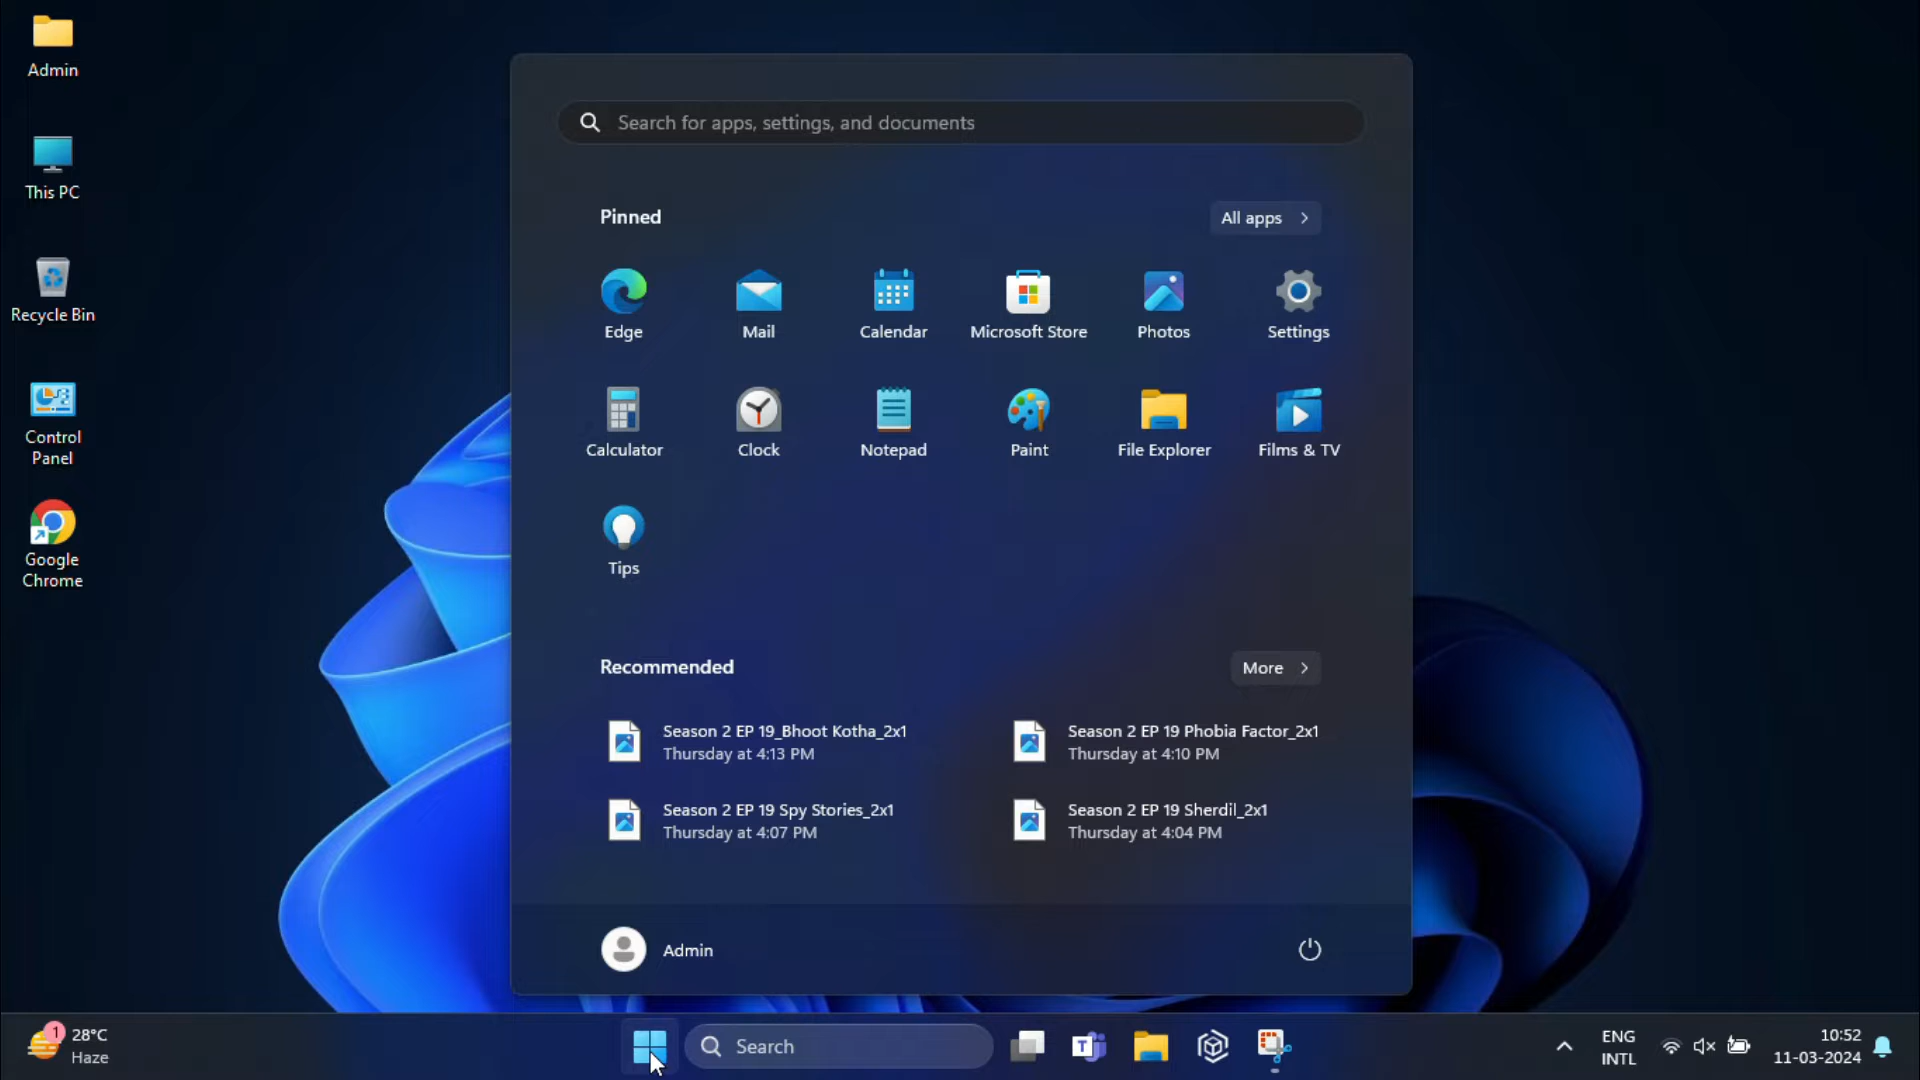 Admin
This PC
Recycle Bin
Control
Panel
Google
Chrome
Search for apps, settings, and documents
Pinned
All apps
Edge
Mail
Calendar
Microsoft Store
Photos
Settings
Calculator
Clock
Notepad
Paint
File Explorer
Films & TV
Tips
Recommended
More
Season 2 EP 19_Bhoot Kotha_2x1
Thursday at 4:13 PM
Season 2 EP 19 Phobia Factor_2x1
Thursday at 4:10 PM
Season 2 EP 19 Spy Stories_2x1
Thursday at 4:07 PM
Season 2 EP 19 Sherdil_2x1
Thursday at 4:04 PM
Admin
1
28°C
Haze
Search
T
ENG
INTL
10:52
11-03-2024